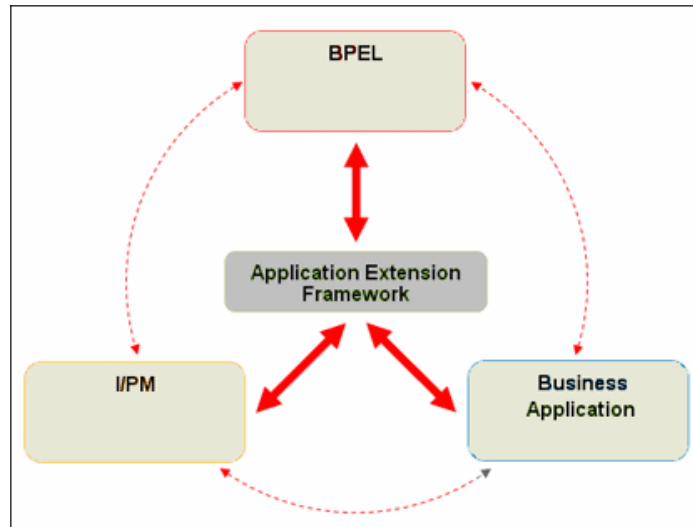 BPEL
Application Extension
Framework
I/PM
Business
Application